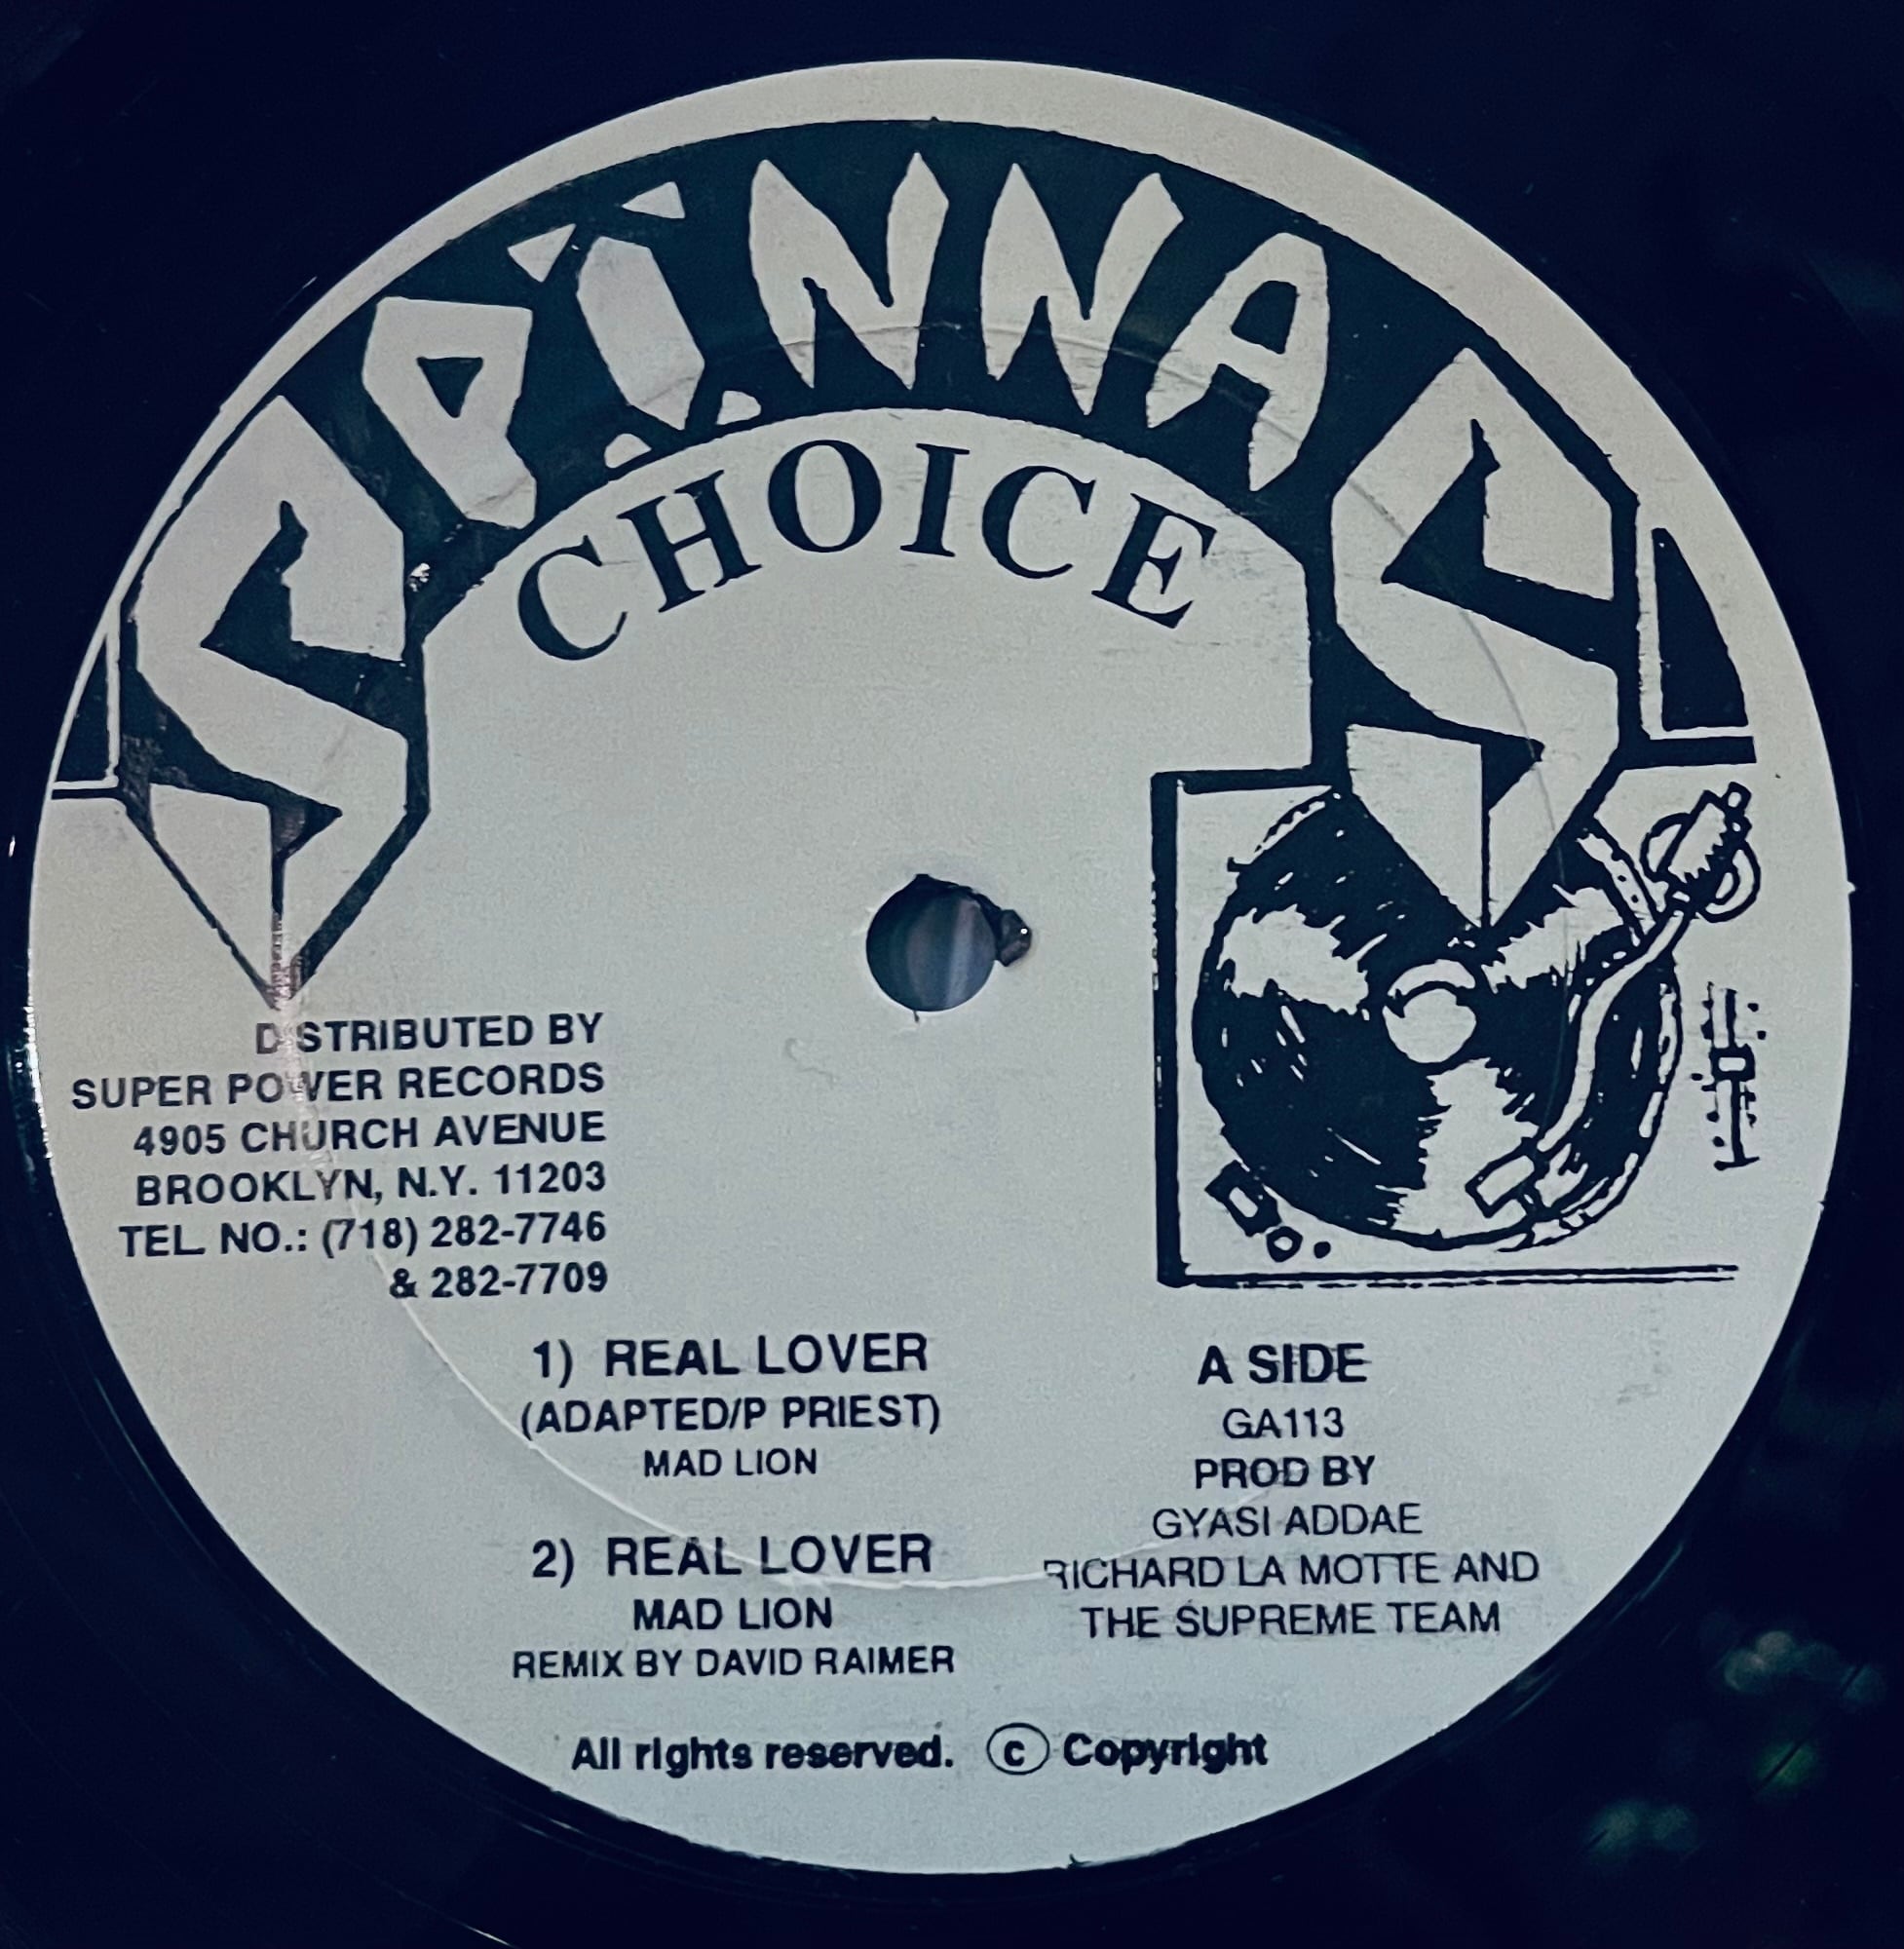 SPINNAS
CHOICE
DISTRIBUTED BY
SUPER POWER RECORDS
4905 CHURCH AVENUE
BROOKLYN, N.Y. 11203
TEL NO.: (718) 282-7746
& 282-7709
1) REAL LOVER
(ADAPTED/P PRIEST)
MAD LION
2) REAL LOVER
MAD LION
REMIX BY DAVID RAIMER
A SIDE
GA113
PROD BY
GYASI ADDAE
RICHARD LA MOTTE AND
THE SUPREME TEAM
All rights reserved. © Copyright